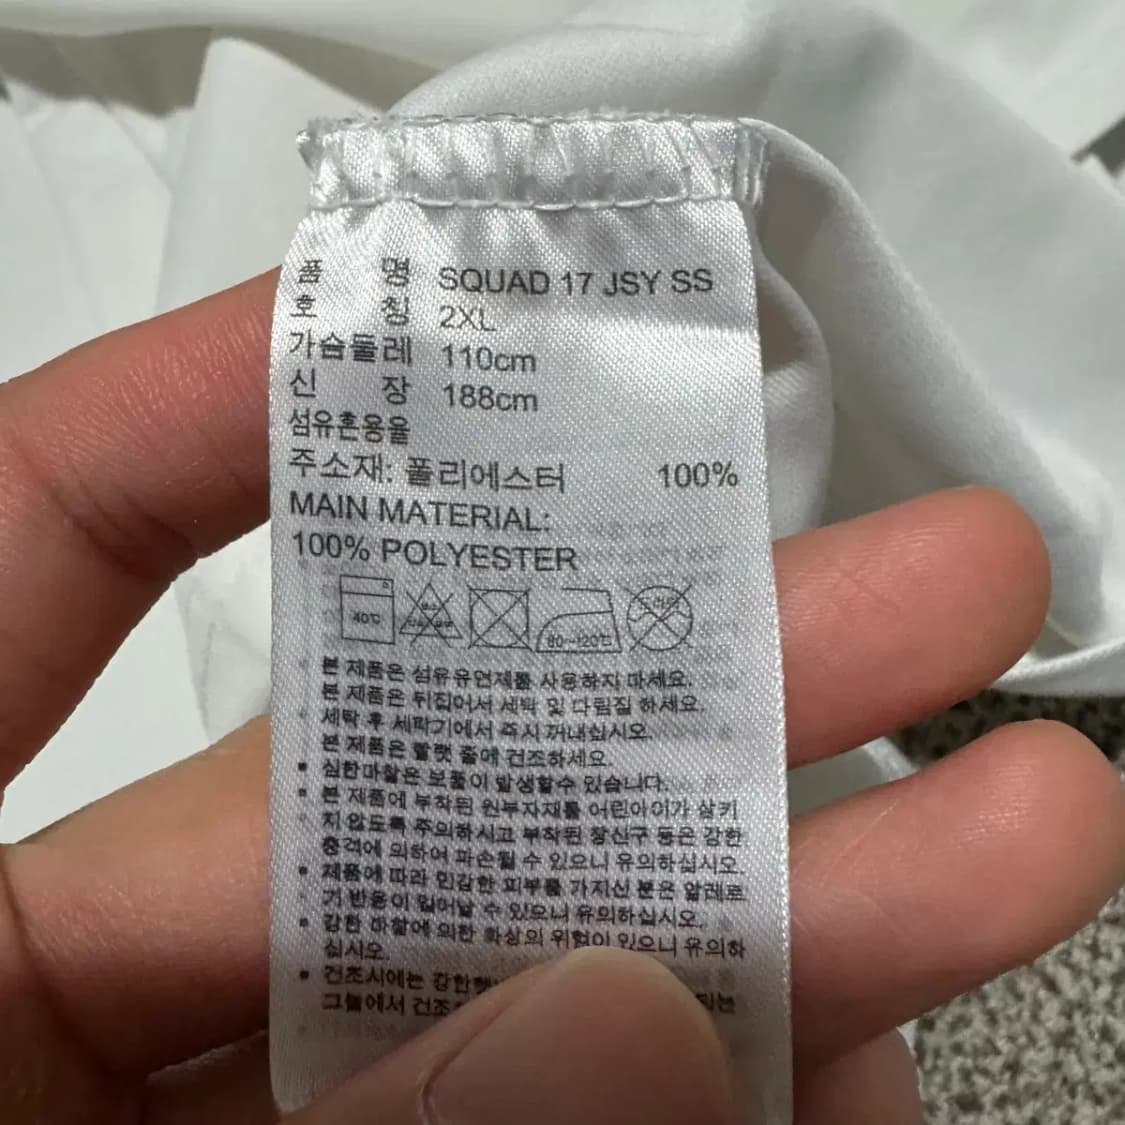 품 명 SQUAD 17 JSY SS
호 칭 2XL
가슴둘레 110cm
신 장 188cm
섬유혼용율
주소재: 폴리에스터 100%
MAIN MATERIAL:
100% POLYESTER
40℃
80~120℃
본 제품은 섬유유연제를 사용하지 마세요.
본 제품은 뒤집어서 세탁 및 다림질 하세요.
세탁 후 세탁기에서 즉시 꺼내십시오.
본 제품은 빨랫 줄에 건조하세요.
심한마찰은 보풀이 발생할수 있습니다.
본 제품에 부착된 원부자재를 어린아이가 삼키
지 않도록 주의하시고 부착된 장신구 등은 강한
충격에 의하여 파손될 수 있으니 유의하십시오.
제품에 따라 민감한 피부를 가지신 분은 알레르
기 반응이 일어날 수 있으니 유의하십시오.
강한 마찰에 의한 화상의 위험이 있으니 유의하
십시오.
건조시에는 강한
그늘에서 건조